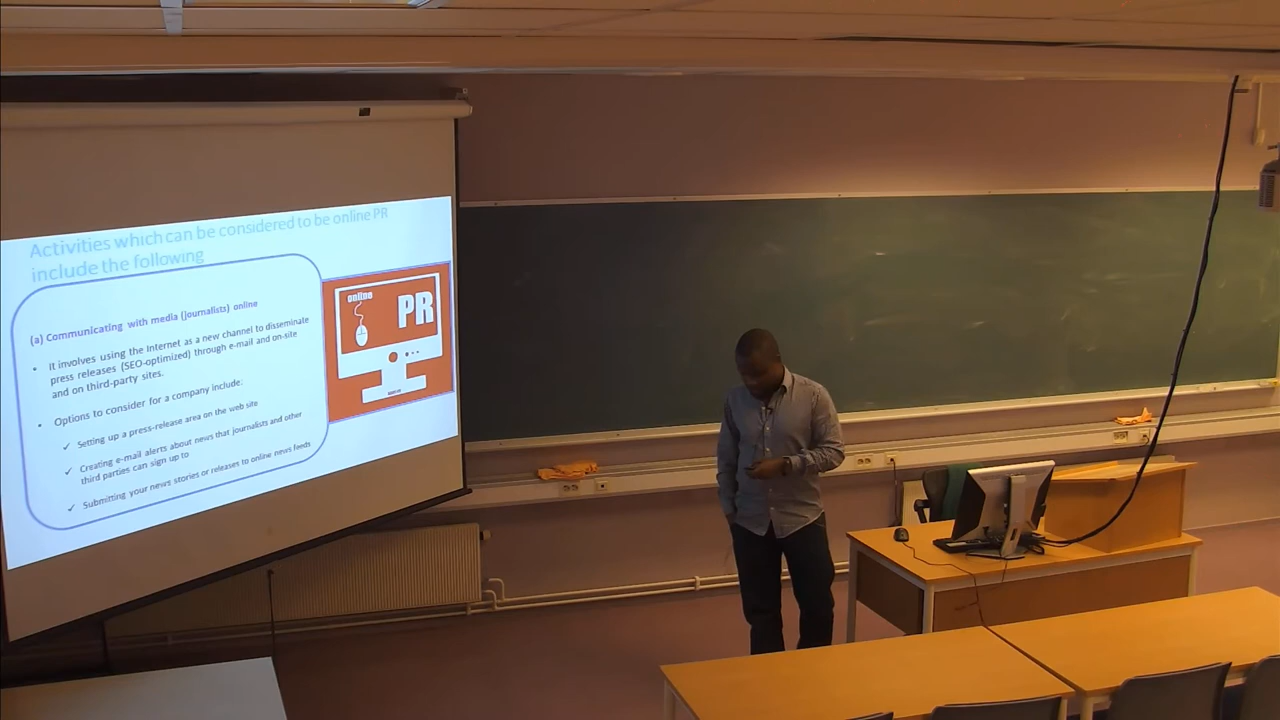 Activities which can be considered to be online PR
include the following
(a) Communicating with media (journalists) online
• It involves using the Internet as a new channel to disseminate
press releases (SEO-optimized) through e-mail and on-site
and on third-party sites.
• Options to consider for a company include:
✓ Setting up a press-release area on the web site
✓ Creating e-mail alerts about news that journalists and other
third parties can sign up to
✓ Submitting your news stories or releases to online news feeds
online
PR